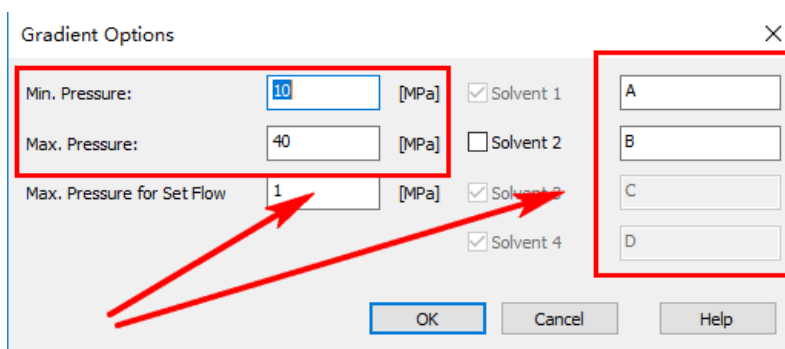 Gradient Options
Min. Pressure: 10 [MPa] Solvent 1 A
Max. Pressure: 40 [MPa] Solvent 2 B
Max. Pressure for Set Flow 1 [MPa] Solvent 3 C
Solvent 4 D
OK Cancel Help